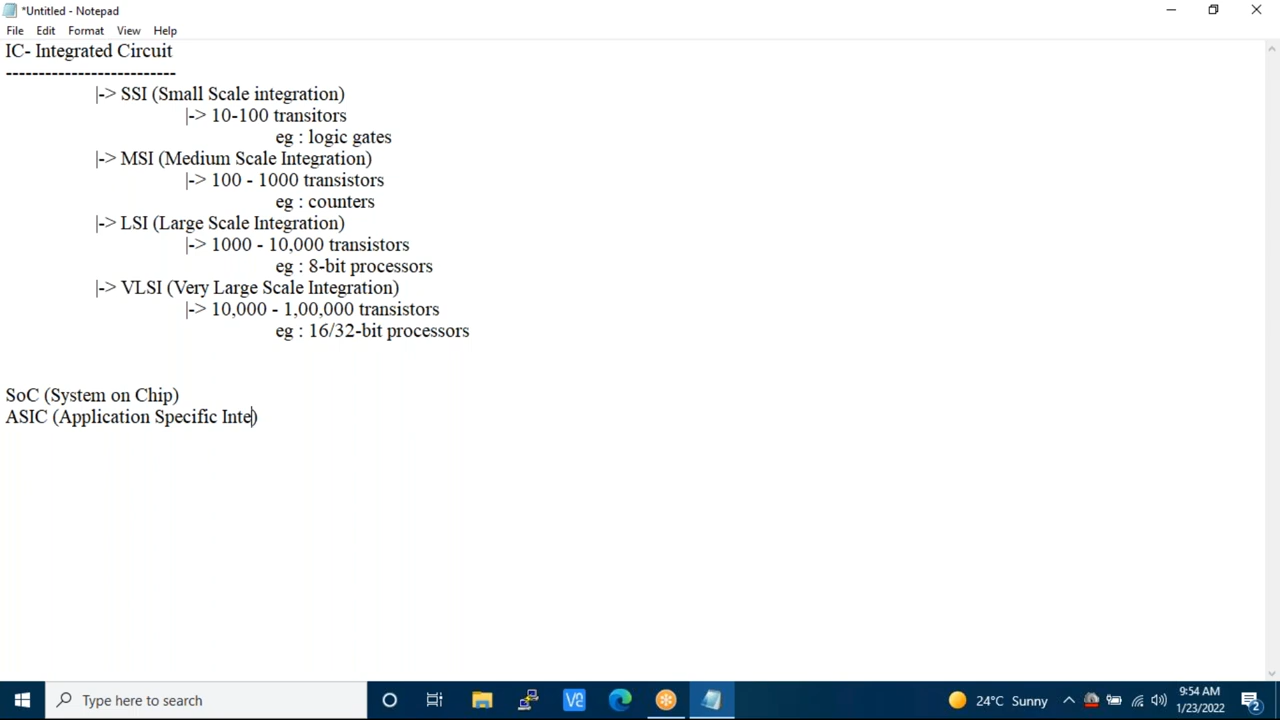 *Untitled - Notepad
File Edit Format View Help
IC- Integrated Circuit
--------------------------
|-> SSI (Small Scale integration)
|-> 10-100 transitors
eg : logic gates
|-> MSI (Medium Scale Integration)
|-> 100 - 1000 transistors
eg : counters
|-> LSI (Large Scale Integration)
|-> 1000 - 10,000 transistors
eg : 8-bit processors
|-> VLSI (Very Large Scale Integration)
|-> 10,000 - 1,00,000 transistors
eg : 16/32-bit processors
SoC (System on Chip)
ASIC (Application Specific Inte)
Type here to search
24°C Sunny
9:54 AM
1/23/2022
2